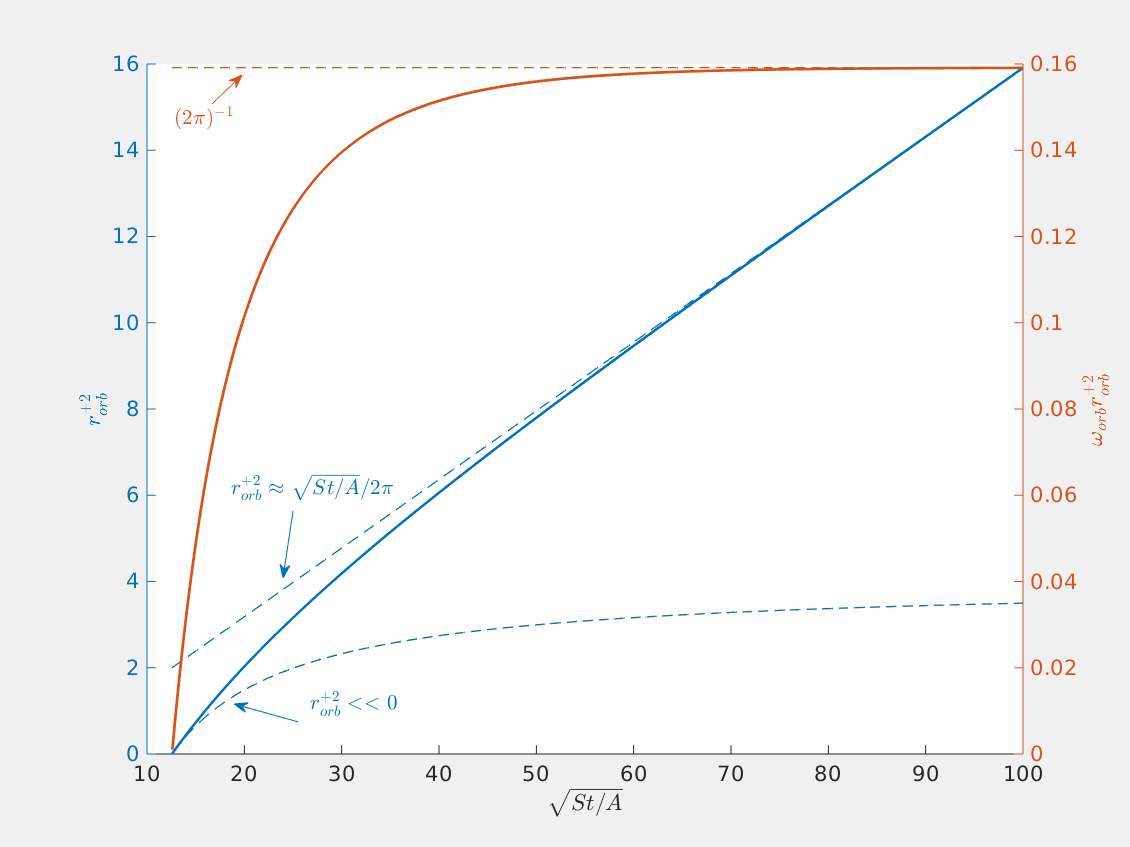 16
14
12
10
8
6
4
2
0
0.16
0.14
0.12
0.1
0.08
0.06
0.04
0.02
0
(2π)⁻¹
r_{orb}^{+2}
ω_{orb}r_{orb}^{+2}
r_{orb}^{+2} ≈ √(St/A)/2π
r_{orb}^{+2} << 0
10 20 30 40 50 60 70 80 90 100
√(St/A)